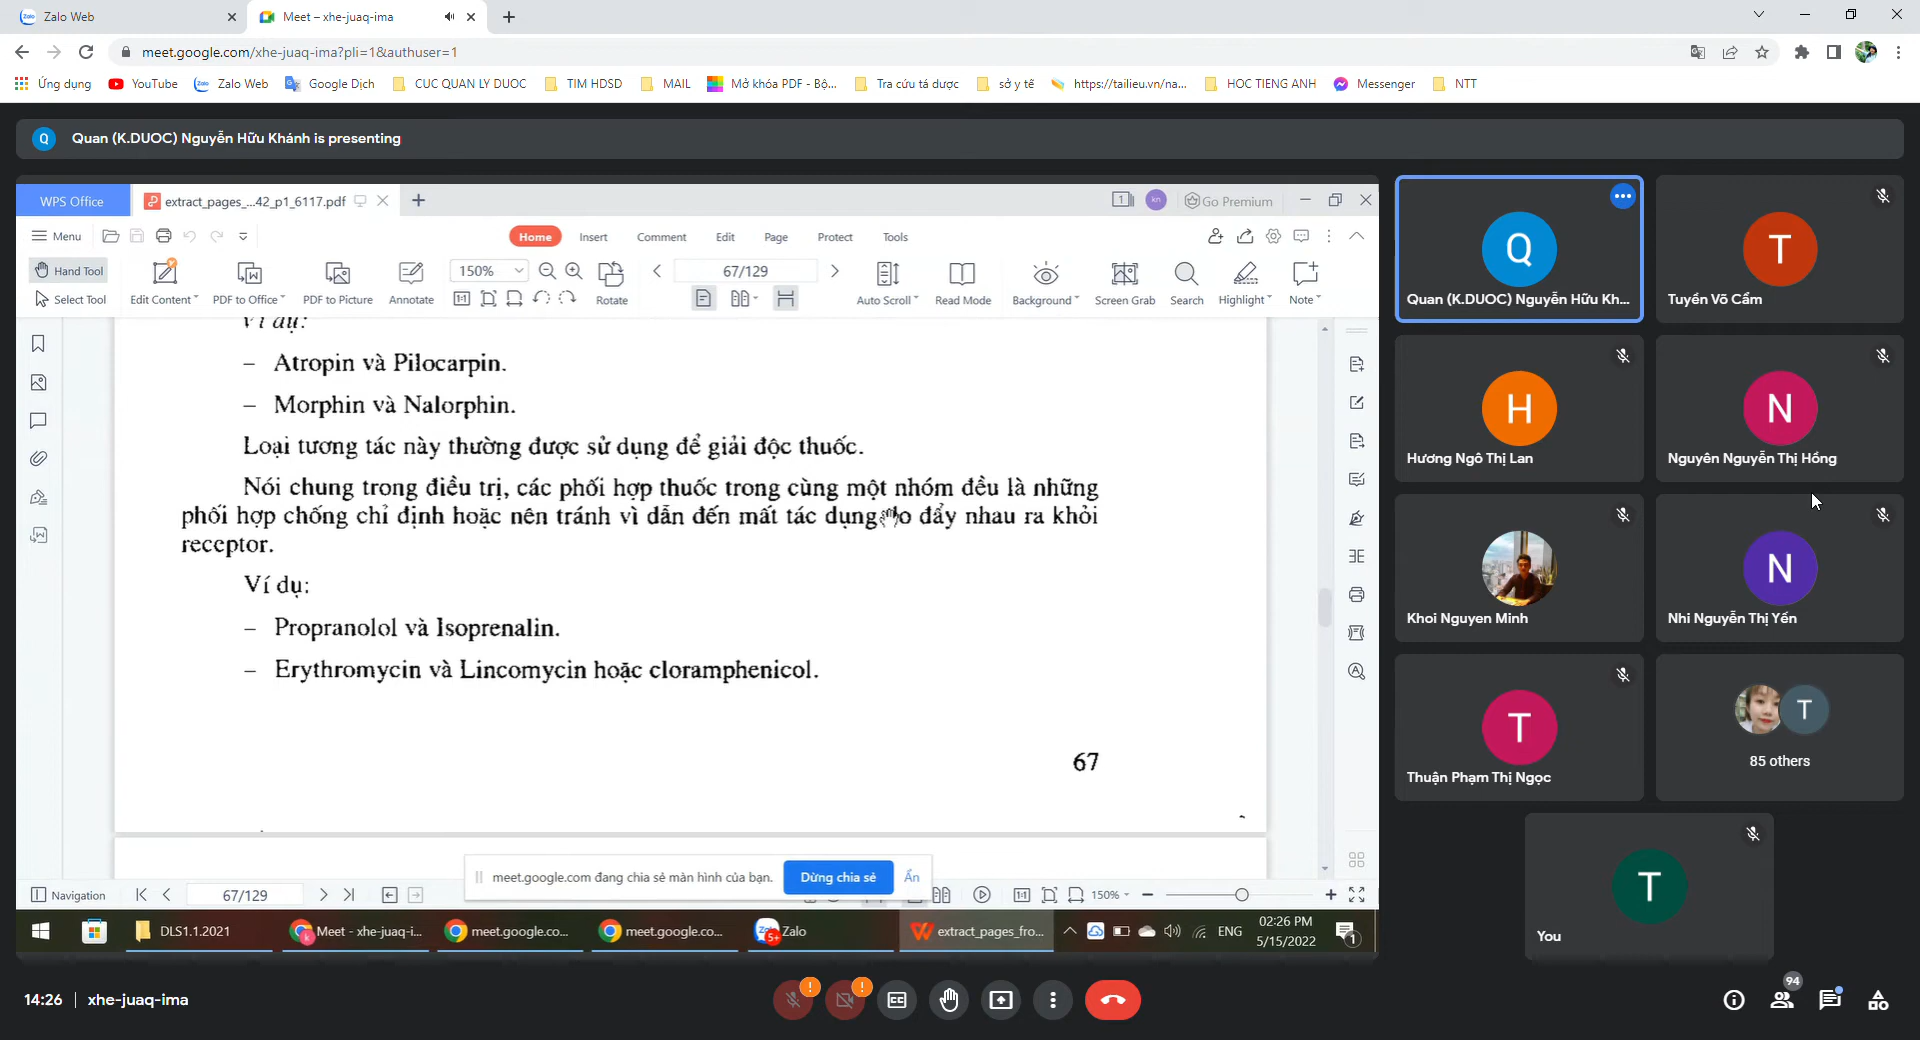 Zalo Web
Meet – xhe-juaq-ima
meet.google.com/xhe-juaq-ima?pli=1&authuser=1
Ứng dụng
YouTube
Zalo Web
Google Dịch
CUC QUAN LY DUOC
TIM HDSD
MAIL
Mở khóa PDF - Bộ...
Tra cứu tá dược
sở y tế
https://tailieu.vn/na...
HOC TIENG ANH
Messenger
NTT
Q
Quan (K.DUOC) Nguyễn Hữu Khánh is presenting
WPS Office
extract_pages_...42_p1_6117.pdf
1
kn
Go Premium
Menu
Home
Insert
Comment
Edit
Page
Protect
Tools
Hand Tool
Select Tool
Edit Content
PDF to Office
PDF to Picture
Annotate
150%
Rotate
67/129
Auto Scroll
Read Mode
Background
Screen Grab
Search
Highlight
Note
Ví dụ:
– Atropin và Pilocarpin.
– Morphin và Nalorphin.
Loại tương tác này thường được sử dụng để giải độc thuốc.
Nói chung trong điều trị, các phối hợp thuốc trong cùng một nhóm đều là những
phối hợp chống chỉ định hoặc nên tránh vì dẫn đến mất tác dụng do đẩy nhau ra khỏi
receptor.
Ví dụ:
– Propranolol và Isoprenalin.
– Erythromycin và Lincomycin hoặc cloramphenicol.
67
meet.google.com đang chia sẻ màn hình của bạn.
Dừng chia sẻ
Ẩn
Navigation
67/129
150%
DLS1.1.2021
Meet - xhe-juaq-i...
meet.google.co...
meet.google.co...
5+
Zalo
extract_pages_fro...
ENG
02:26 PM
5/15/2022
1
Q
Quan (K.DUOC) Nguyễn Hữu Kh...
T
Tuyển Võ Cẩm
H
Hương Ngô Thị Lan
N
Nguyên Nguyễn Thị Hồng
Khoi Nguyen Minh
N
Nhi Nguyễn Thị Yến
T
Thuận Phạm Thị Ngọc
T
85 others
T
You
14:26
xhe-juaq-ima
94